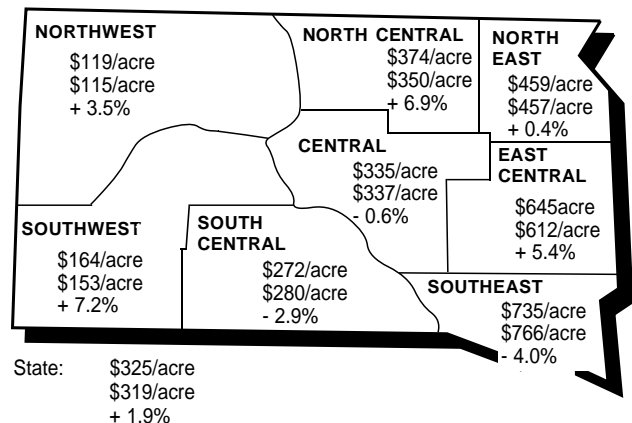 NORTHWEST
$119/acre
$115/acre
+ 3.5%
NORTH CENTRAL
$374/acre
$350/acre
+ 6.9%
NORTH
EAST
$459/acre
$457/acre
+ 0.4%
CENTRAL
$335/acre
$337/acre
- 0.6%
EAST
CENTRAL
$645acre
$612/acre
+ 5.4%
SOUTHWEST
$164/acre
$153/acre
+ 7.2%
SOUTH
CENTRAL
$272/acre
$280/acre
- 2.9%
SOUTHEAST
$735/acre
$766/acre
- 4.0%
State: $325/acre
$319/acre
+ 1.9%